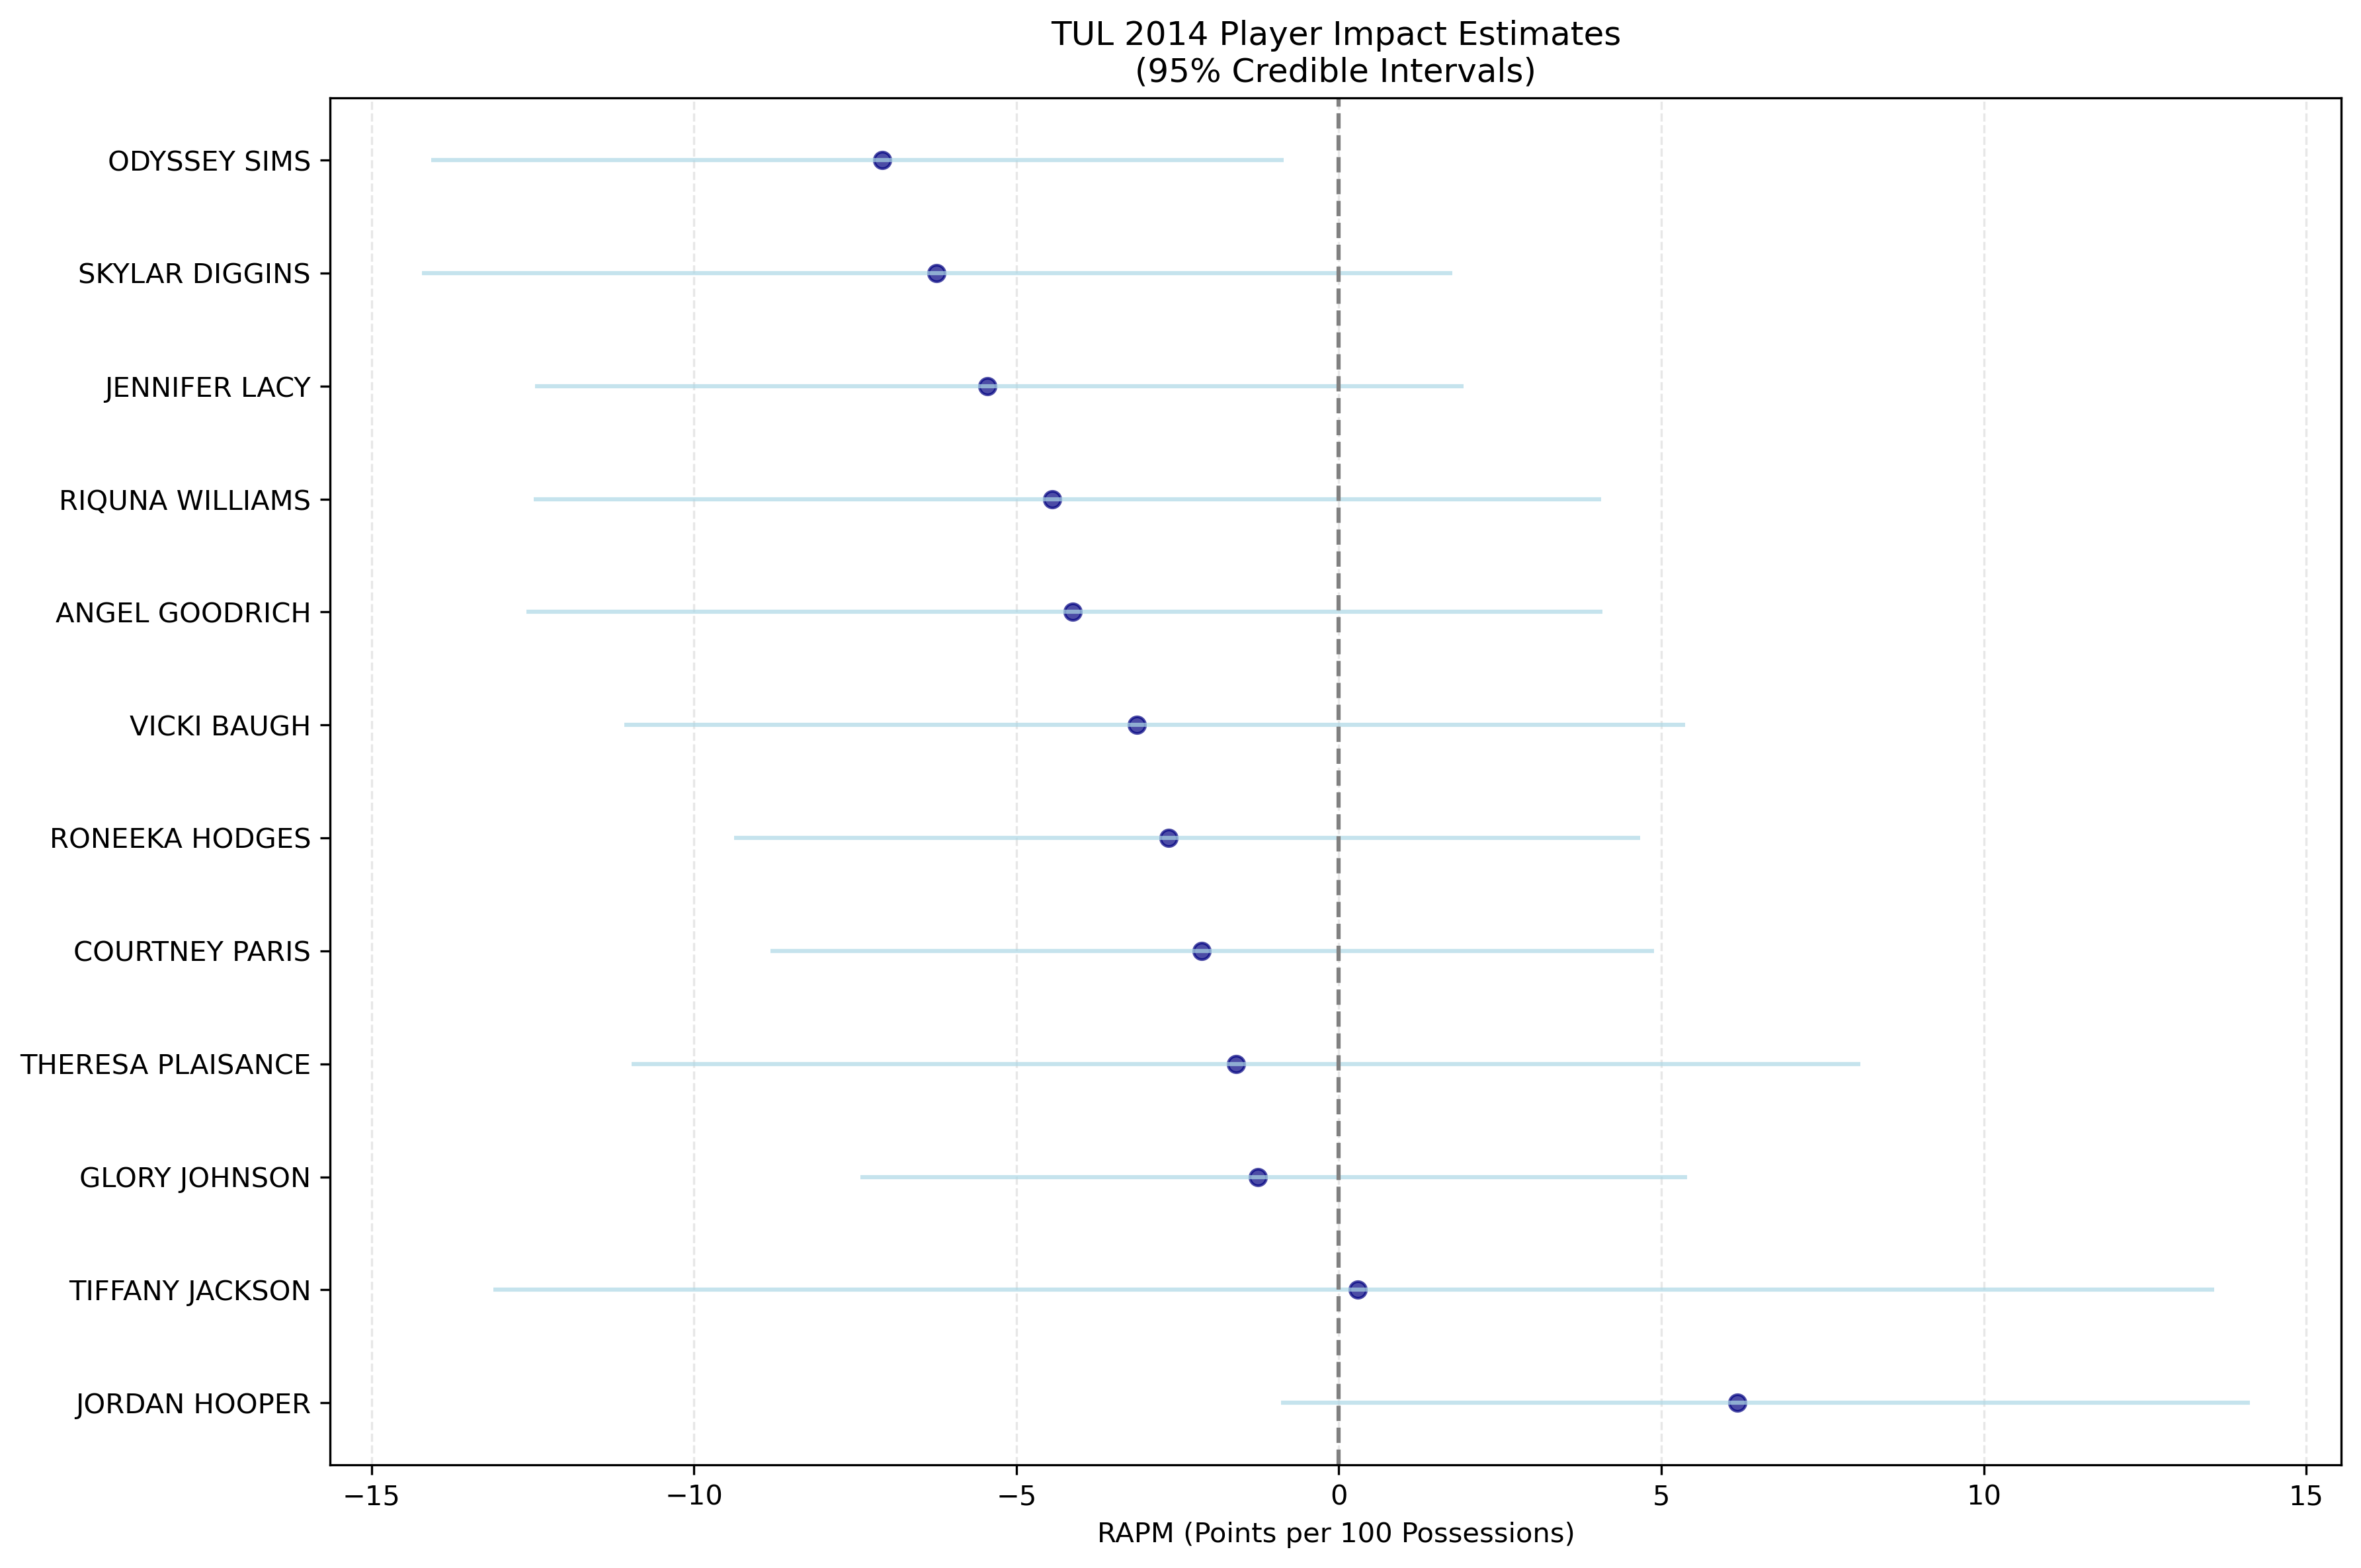 TUL 2014 Player Impact Estimates
(95% Credible Intervals)
ODYSSEY SIMS
SKYLAR DIGGINS
JENNIFER LACY
RIQUNA WILLIAMS
ANGEL GOODRICH
VICKI BAUGH
RONEEKA HODGES
COURTNEY PARIS
THERESA PLAISANCE
GLORY JOHNSON
TIFFANY JACKSON
JORDAN HOOPER
−15 −10 −5 0 5 10 15
RAPM (Points per 100 Possessions)